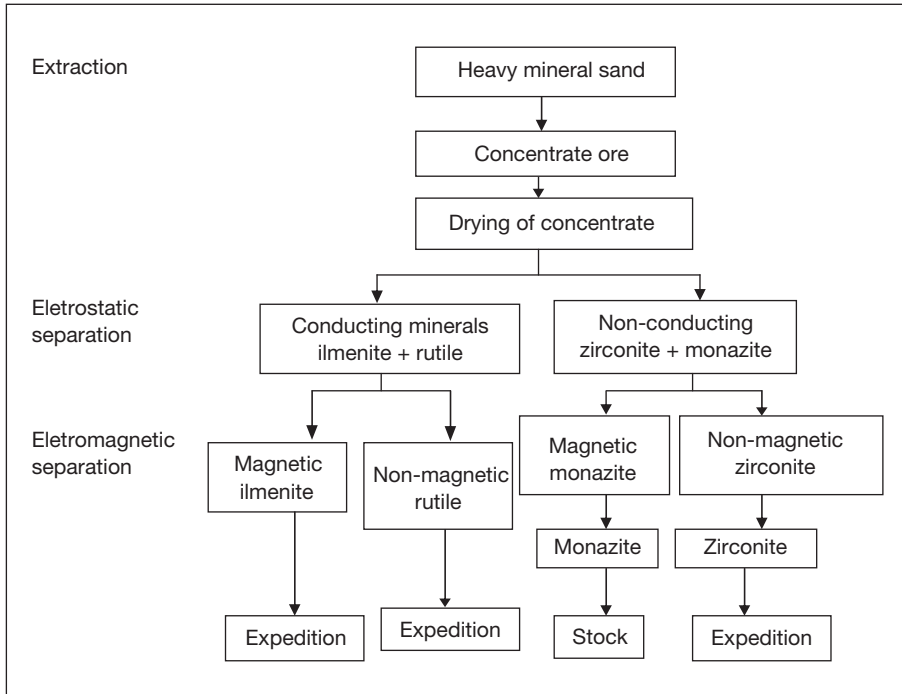 Extraction
Heavy mineral sand
Concentrate ore
Drying of concentrate
Eletrostatic
separation
Conducting minerals
ilmenite + rutile
Non-conducting
zirconite + monazite
Eletromagnetic
separation
Magnetic
ilmenite
Non-magnetic
rutile
Magnetic
monazite
Non-magnetic
zirconite
Monazite
Zirconite
Expedition
Expedition
Stock
Expedition